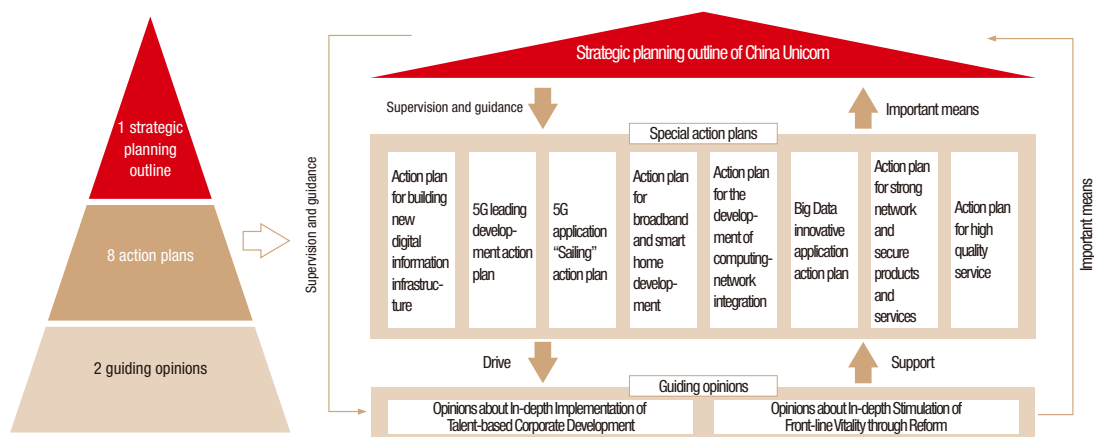 1 strategic
planning
outline
8 action plans
2 guiding opinions
Supervision and guidance
Strategic planning outline of China Unicom
Supervision and guidance
Important means
Special action plans
Action plan
for building
new
digital
information
infrastruc-
ture
5G leading
develop-
ment action
plan
5G
application
“Sailing”
action plan
Action plan
for
broadband
and smart
home
develop-
ment
Action plan
for the
develop-
ment of
computing-
network
integration
Big Data
innovative
application
action plan
Action plan
for strong
network
and
secure
products
and
services
Action plan
for high
quality
service
Drive
Support
Guiding opinions
Opinions about In-depth Implementation of
Talent-based Corporate Development
Opinions about In-depth Stimulation of
Front-line Vitality through Reform
Important means